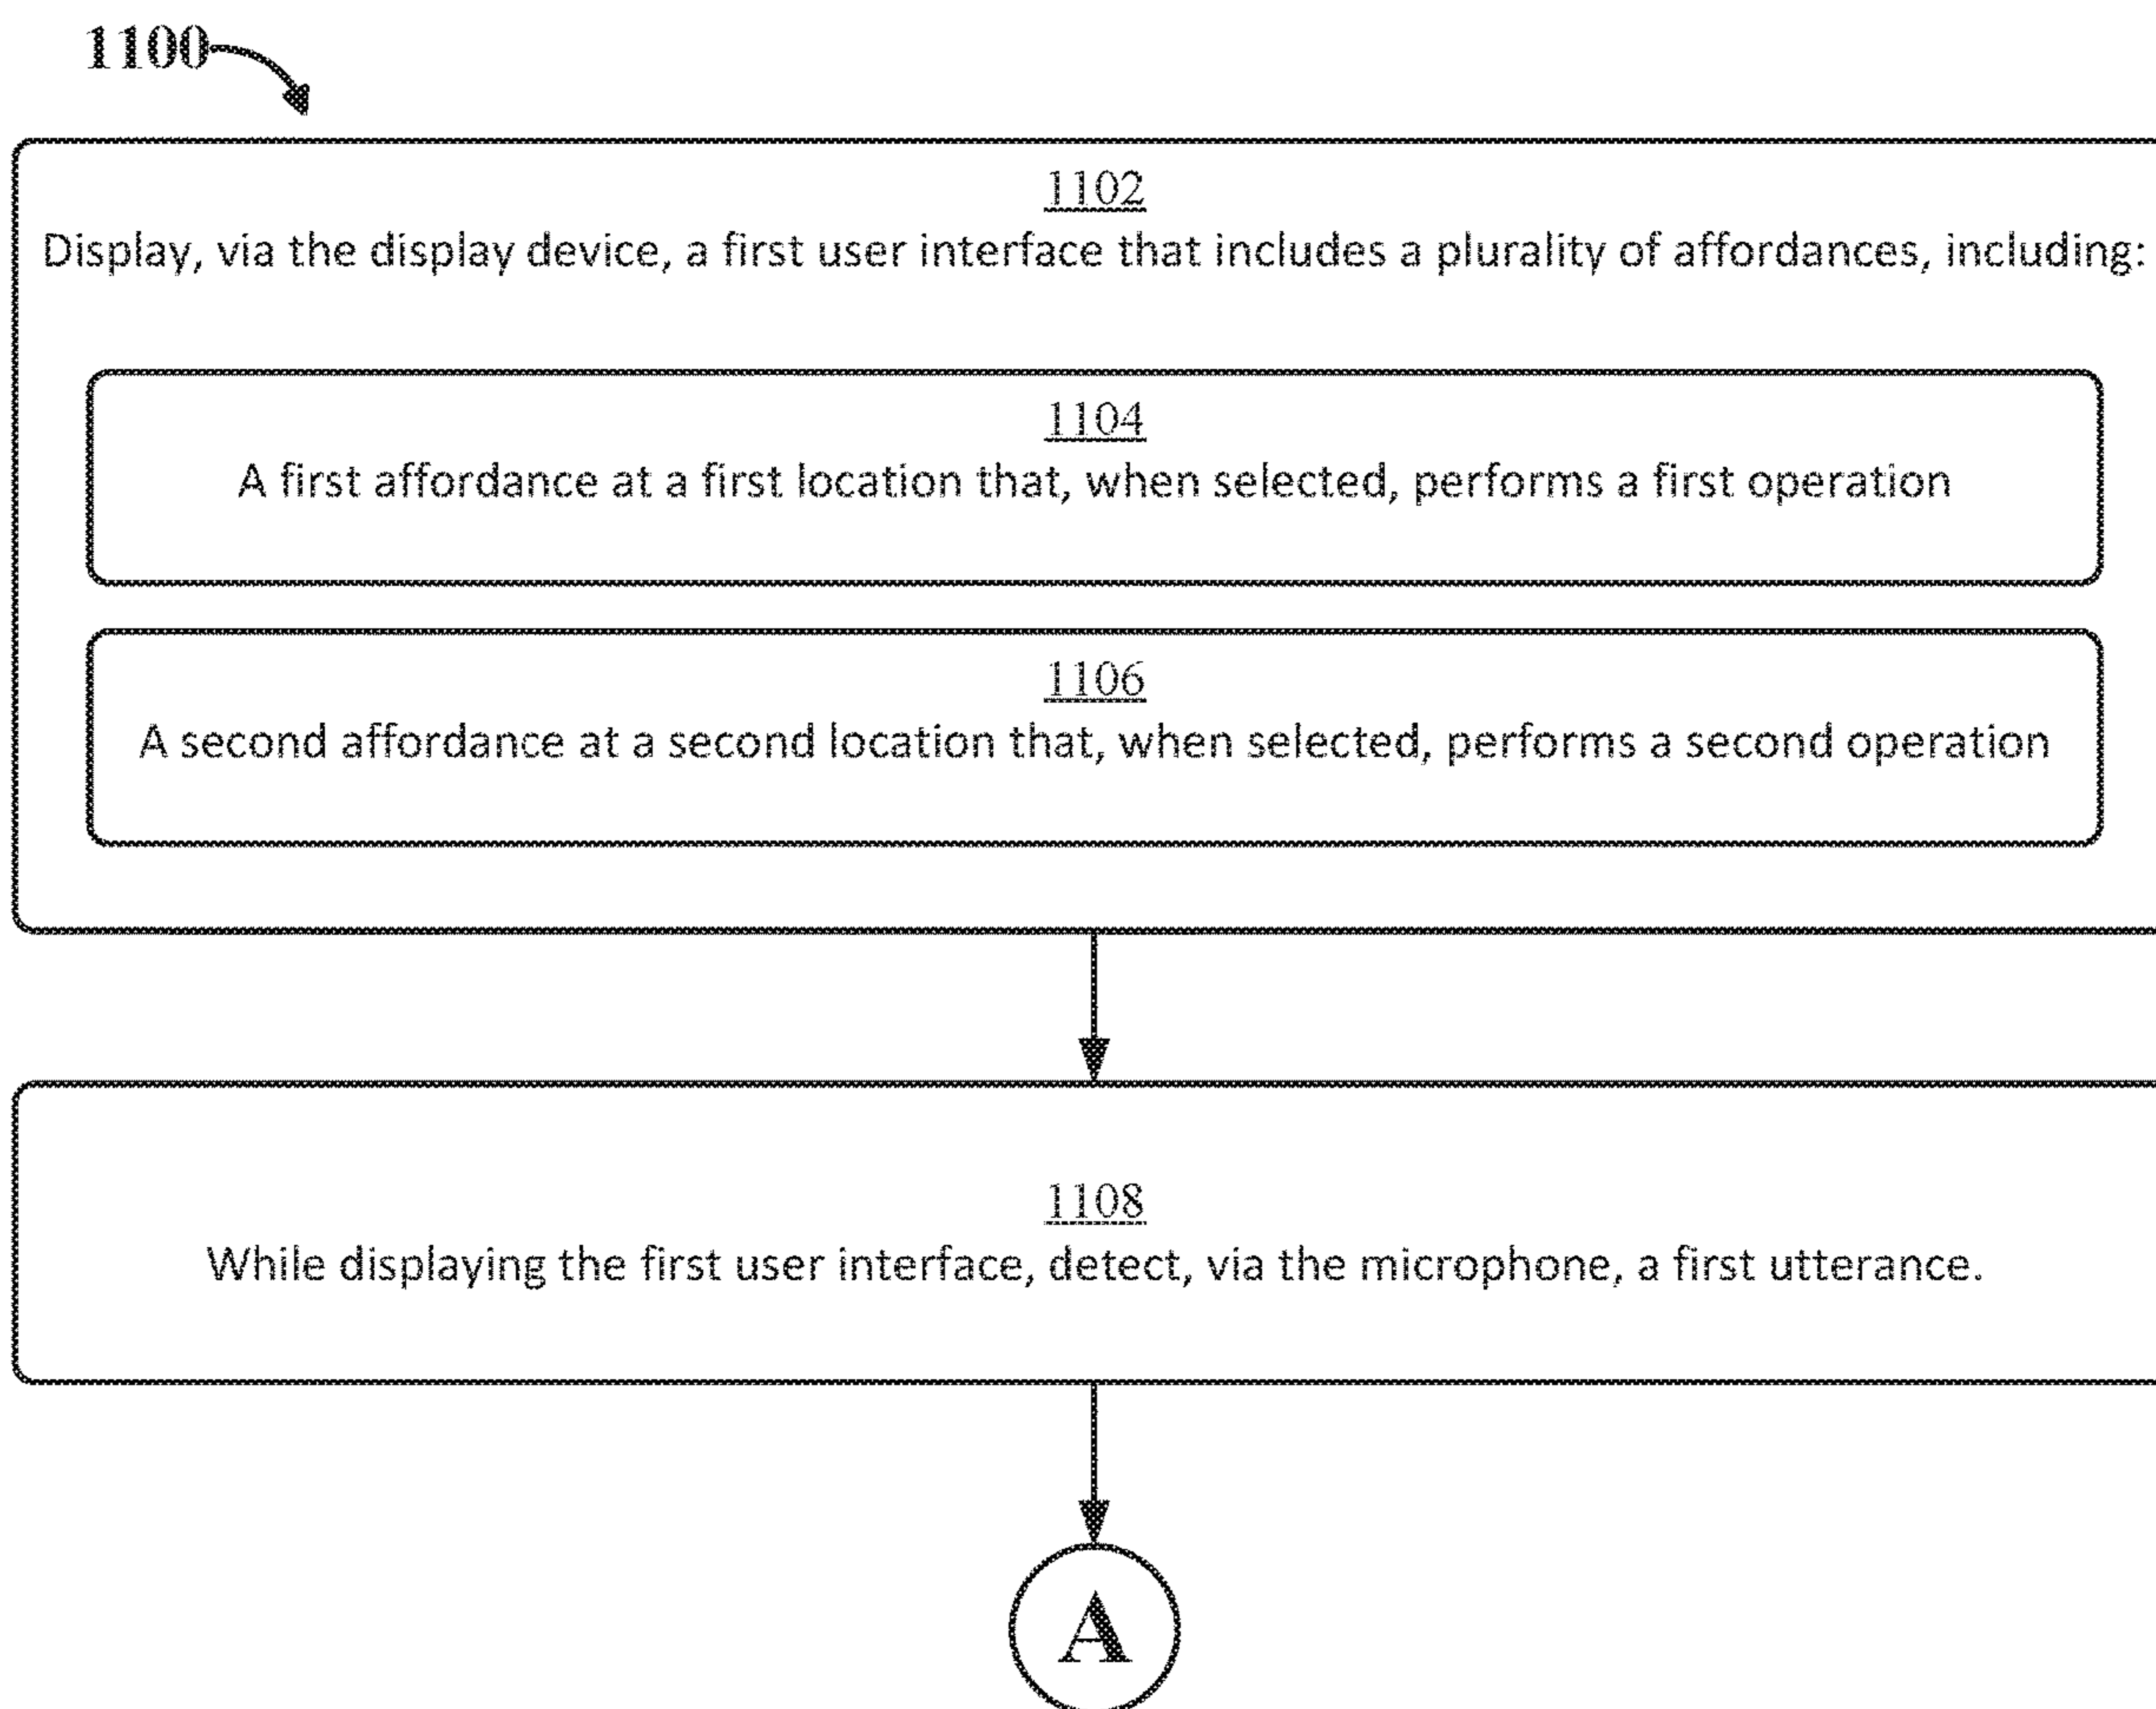 1100
1102
Display, via the display device, a first user interface that includes a plurality of affordances, including:
1104
A first affordance at a first location that, when selected, performs a first operation
1106
A second affordance at a second location that, when selected, performs a second operation
1108
While displaying the first user interface, detect, via the microphone, a first utterance.
A